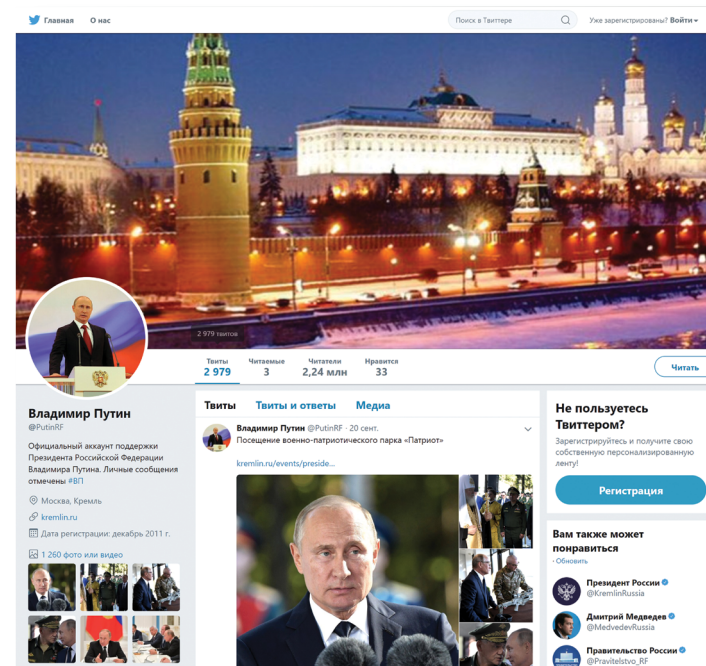 Главная О нас
Поиск в Твиттере
Уже зарегистрированы? Войти
2 979 твитов
Твиты Читаемые Читатели Нравится
2 979 3 2,24 млн 33
Читать
Владимир Путин
@PutinRF
Официальный аккаунт поддержки
Президента Российской Федерации
Владимира Путина. Личные сообщения
отмечены #ВП
Москва, Кремль
kremlin.ru
Дата регистрации: декабрь 2011 г.
1 260 фото или видео
Твиты Твиты и ответы Медиа
Владимир Путин @PutinRF · 20 сент.
Посещение военно-патриотического парка «Патриот»
kremlin.ru/events/preside...
Не пользуетесь
Твиттером?
Зарегистрируйтесь и получите свою
собственную персонализированную
ленту!
Регистрация
Вам также может
понравиться
· Обновить
Президент России
@KremlinRussia
Дмитрий Медведев
@MedvedevRussia
Правительство России
@Pravitelstvo_RF